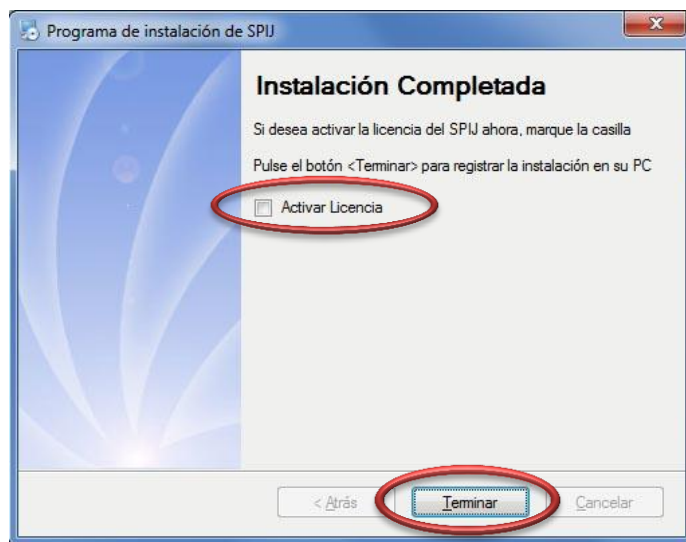 Programa de instalación de SPIJ
Instalación Completada
Si desea activar la licencia del SPIJ ahora, marque la casilla
Pulse el botón <Terminar> para registrar la instalación en su PC
Activar Licencia
< Atrás
Terminar
Cancelar